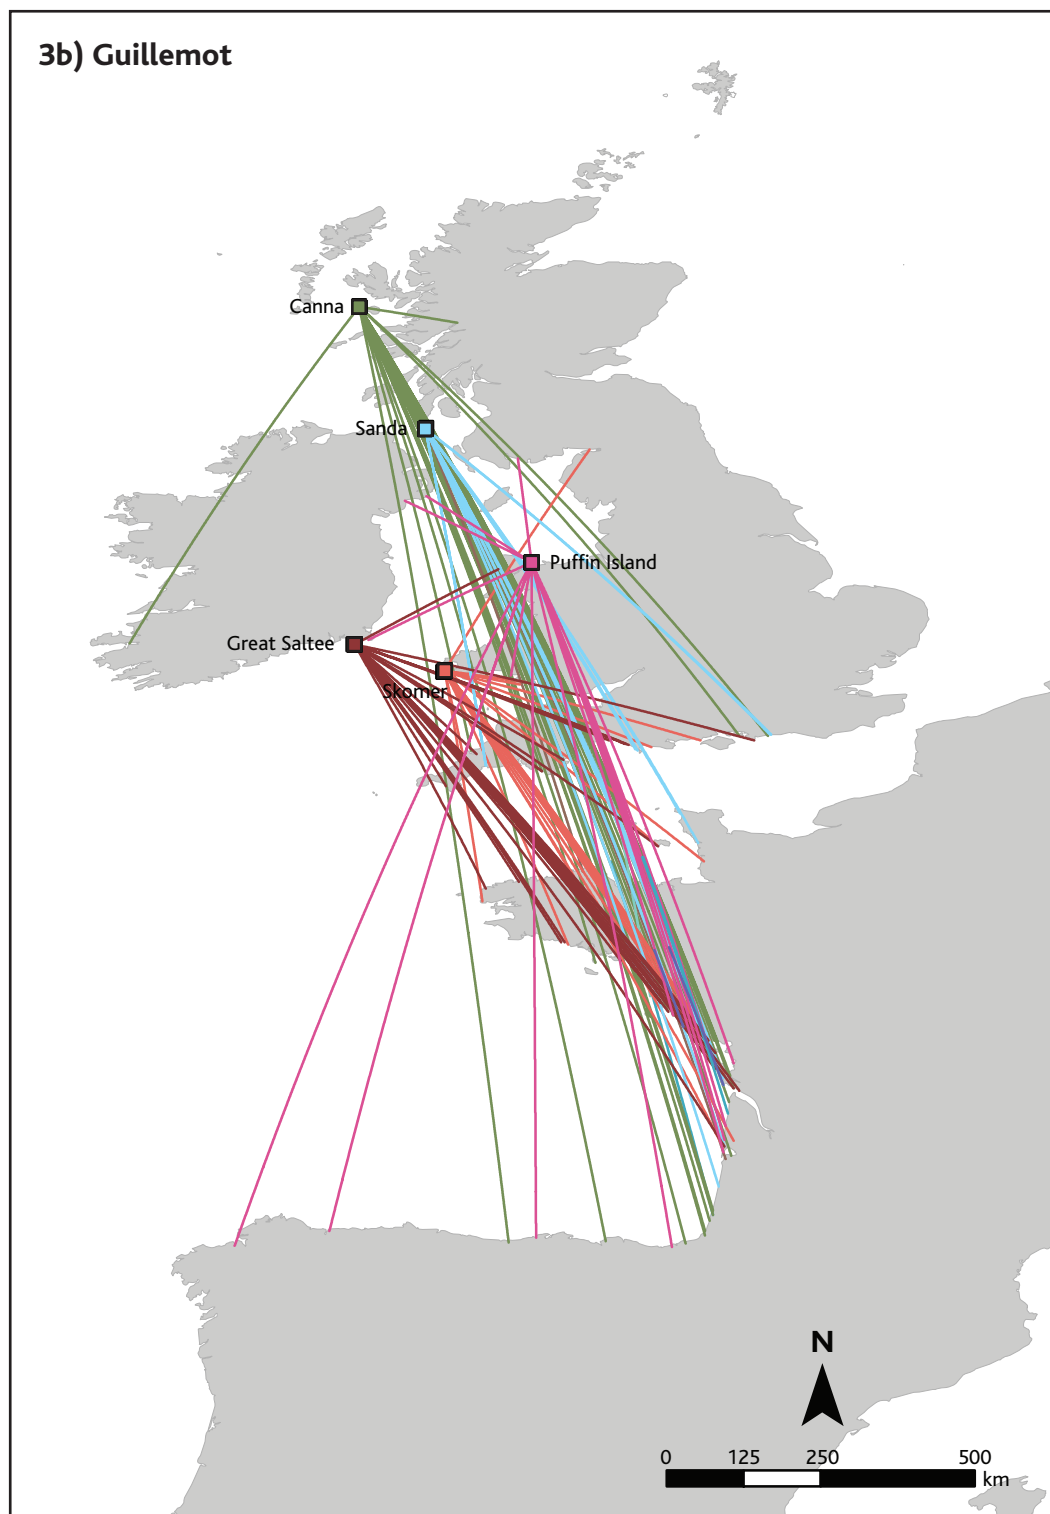 3b) Guillemot
Canna
Sanda
Puffin Island
Great Saltee
Skomer
N
0 125 250 500
km